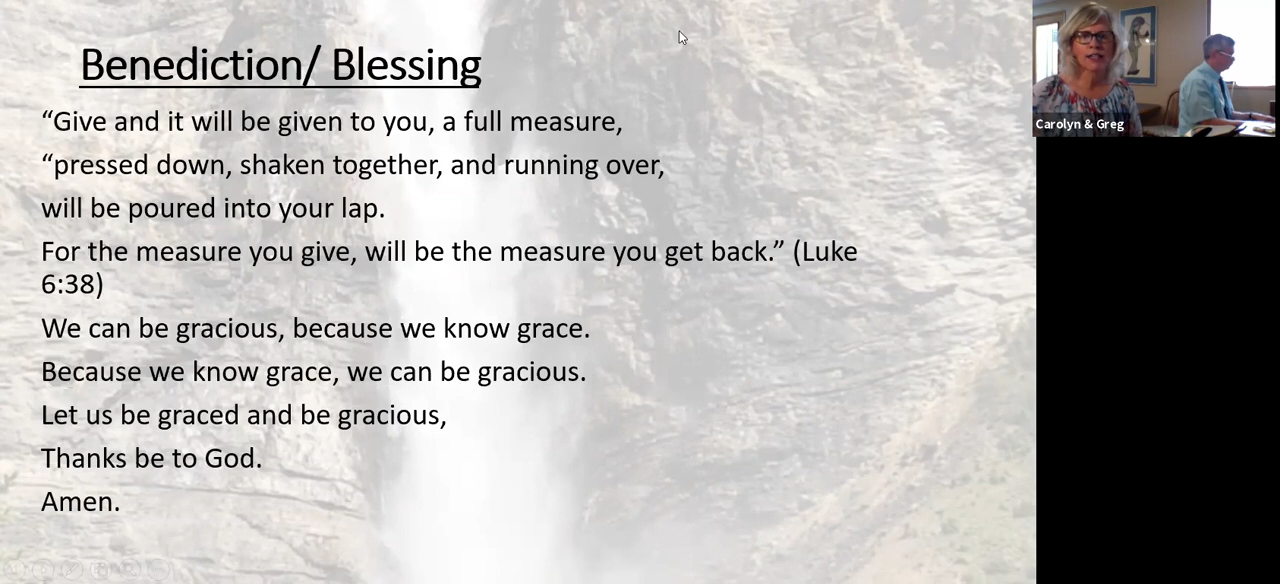 Benediction/ Blessing
“Give and it will be given to you, a full measure,
“pressed down, shaken together, and running over,
will be poured into your lap.
For the measure you give, will be the measure you get back.” (Luke
6:38)
We can be gracious, because we know grace.
Because we know grace, we can be gracious.
Let us be graced and be gracious,
Thanks be to God.
Amen.
Carolyn & Greg